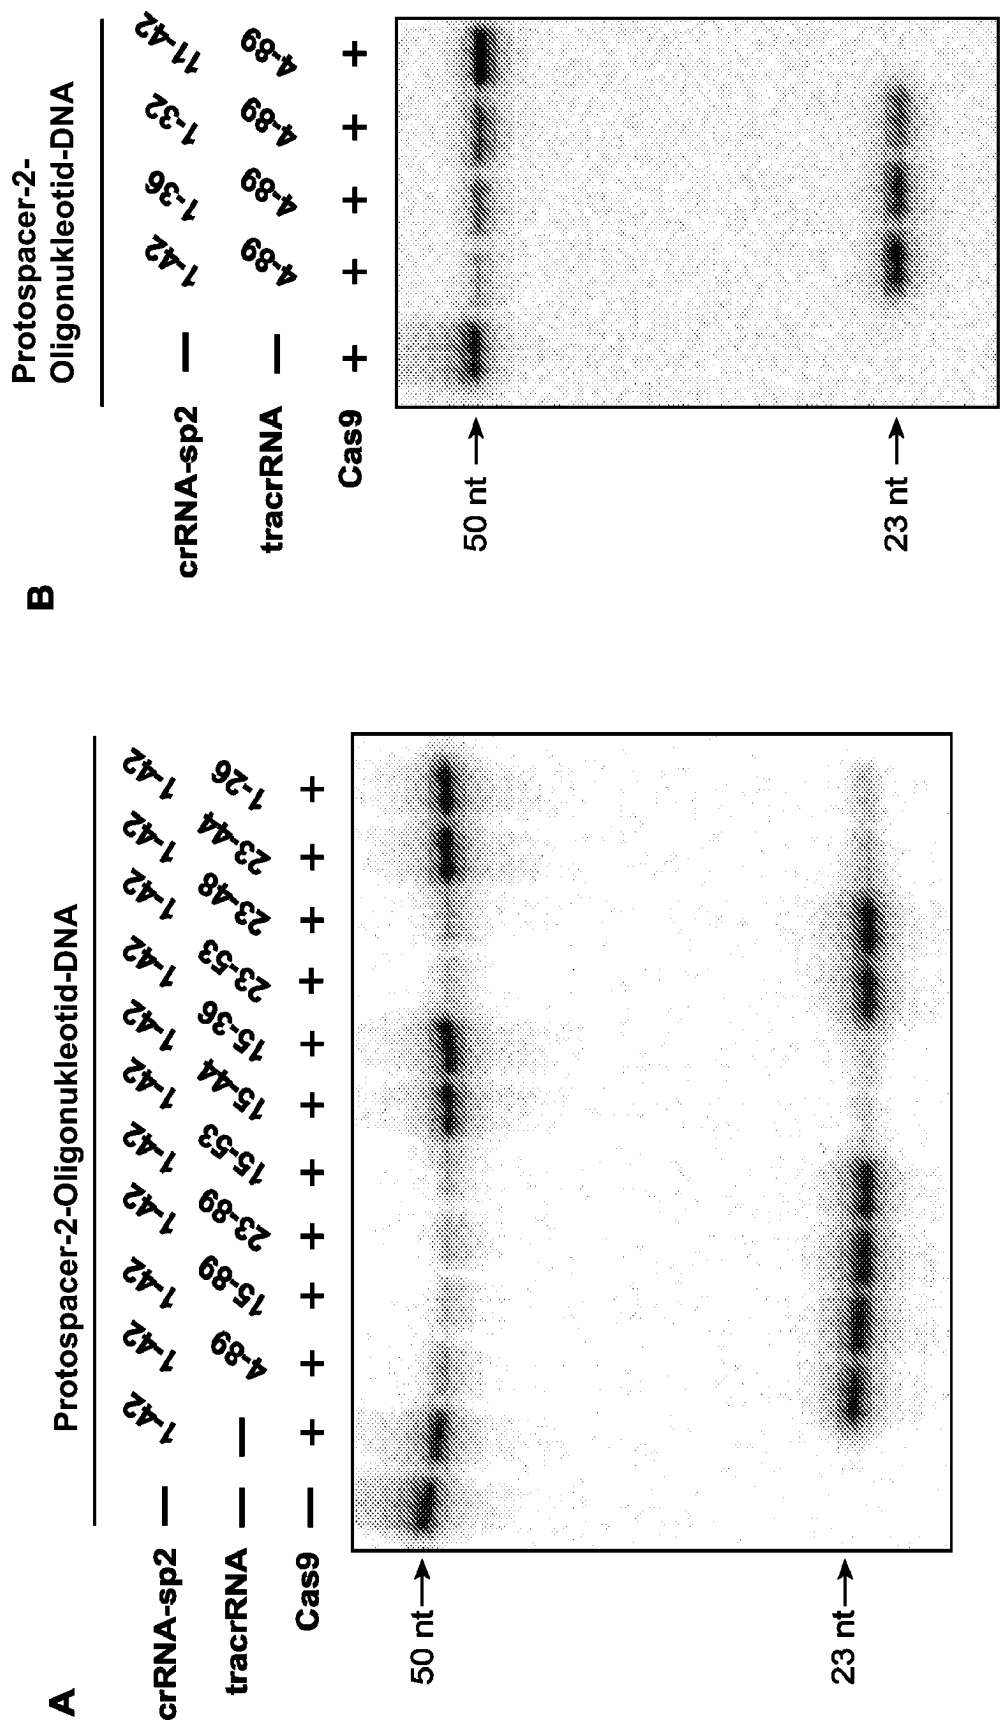 A
Protospacer-2-Oligonukleotid-DNA
crRNA-sp2 — 1-42 1-42 1-42 1-42 1-42 1-42 1-42 1-42 1-42 1-42 1-42
tracrRNA — — 4-89 15-89 23-89 15-53 15-44 15-36 23-53 23-48 23-44 1-26
Cas9 — + + + + + + + + + + +
50 nt
23 nt
B
Protospacer-2-
Oligonukleotid-DNA
crRNA-sp2 — 1-42 1-36 1-32 11-42
tracrRNA — 4-89 4-89 4-89 4-89
Cas9 + + + + +
50 nt
23 nt